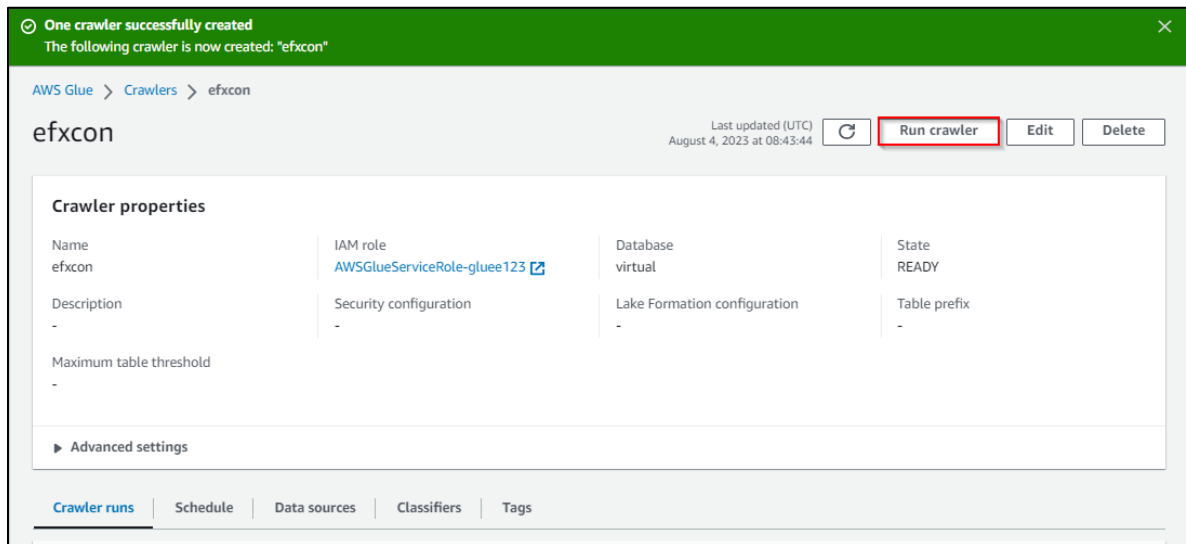 One crawler successfully created
The following crawler is now created: "efxcon"
AWS Glue > Crawlers > efxcon
efxcon
Last updated (UTC)
August 4, 2023 at 08:43:44
Run crawler
Edit
Delete
Crawler properties
Name
efxcon
IAM role
AWSGlueServiceRole-gluee123
Database
virtual
State
READY
Description
-
Security configuration
-
Lake Formation configuration
-
Table prefix
-
Maximum table threshold
-
Advanced settings
Crawler runs
Schedule
Data sources
Classifiers
Tags